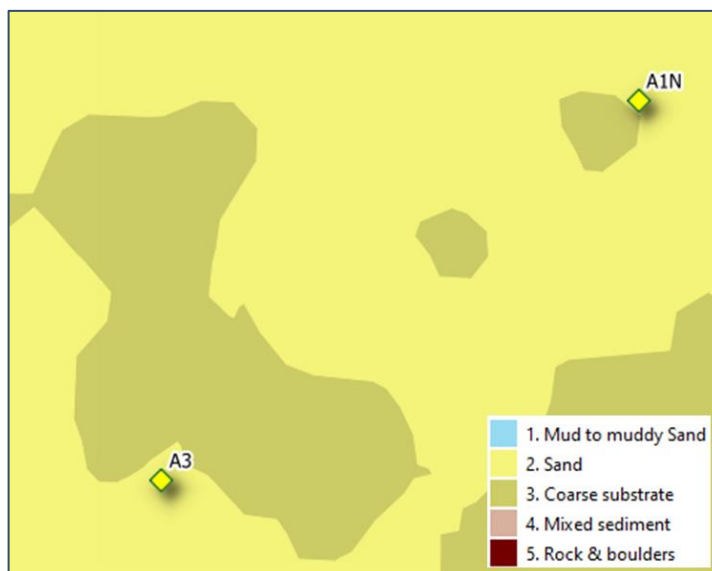 A1N
A3
1. Mud to muddy Sand
2. Sand
3. Coarse substrate
4. Mixed sediment
5. Rock & boulders